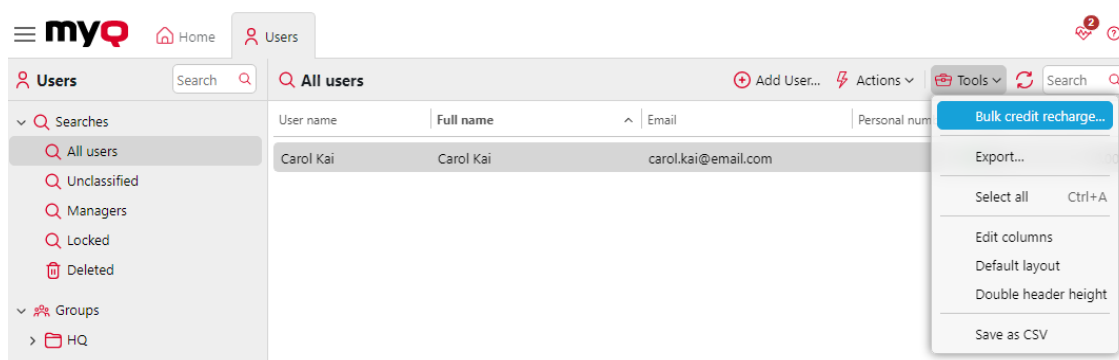 myQ Home Users 2
Users Search All users Add User... Actions Tools Search
User name Full name Email Personal num
Carol Kai Carol Kai carol.kai@email.com
Searches
All users
Unclassified
Managers
Locked
Deleted
Groups
HQ
Bulk credit recharge...
Export...
Select all Ctrl+A
Edit columns
Default layout
Double header height
Save as CSV